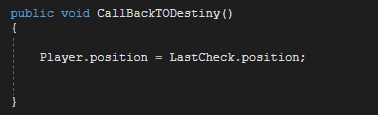 public void CallBackTODestiny()
{
Player.position = LastCheck.position;
}